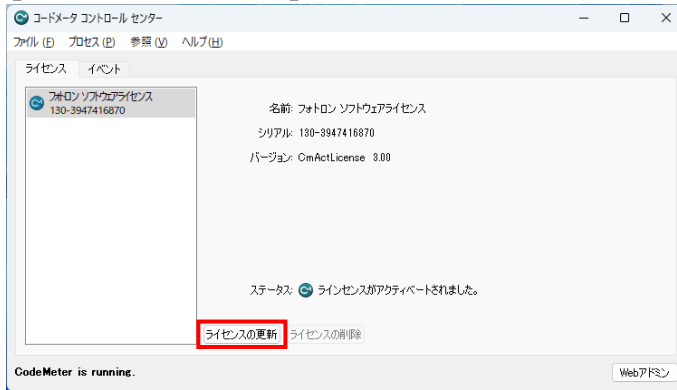 コードメータ コントロール センター
ファイル (F) プロセス (P) 参照 (V) ヘルプ(H)
ライセンス イベント
フォトロン ソフトウェアライセンス
130-3947416870
名前: フォトロン ソフトウェアライセンス
シリアル: 130-3947416870
バージョン: CmActLicense 3.00
ステータス: ラインセンスがアクティベートされました。
ライセンスの更新 ライセンスの削除
CodeMeter is running. Webアドミン